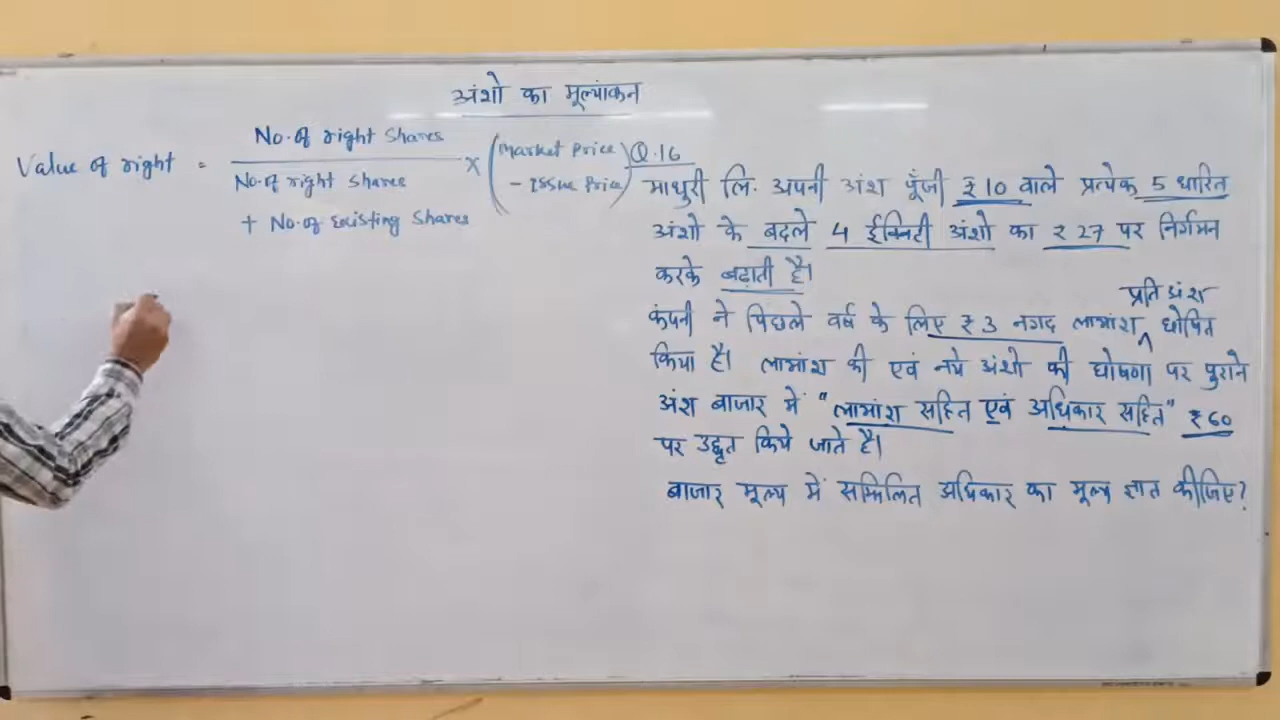 अंशो का मूल्यांकन
Value of right = No. of right Shares / No. of right Shares + No. of Existing Shares × (Market Price - Issue Price)
Q.16
माधुरी लि. अपनी अंश पूँजी ₹10 वाले प्रत्येक 5 धारित
अंशो के बदले 4 ईक्विटी अंशो का ₹27 पर निर्गमन
करके बढ़ाती है।
कंपनी ने पिछले वर्ष के लिए ₹3 नगद लाभांश प्रति अंश घोषित
किया है। लाभांश की एवं नये अंशो की घोषणा पर पुराने
अंश बाजार में "लाभांश सहित एवं अधिकार सहित" ₹60
पर उद्धृत किये जाते है।
बाजार मूल्य में सम्मिलित अधिकार का मूल्य ज्ञात कीजिए?